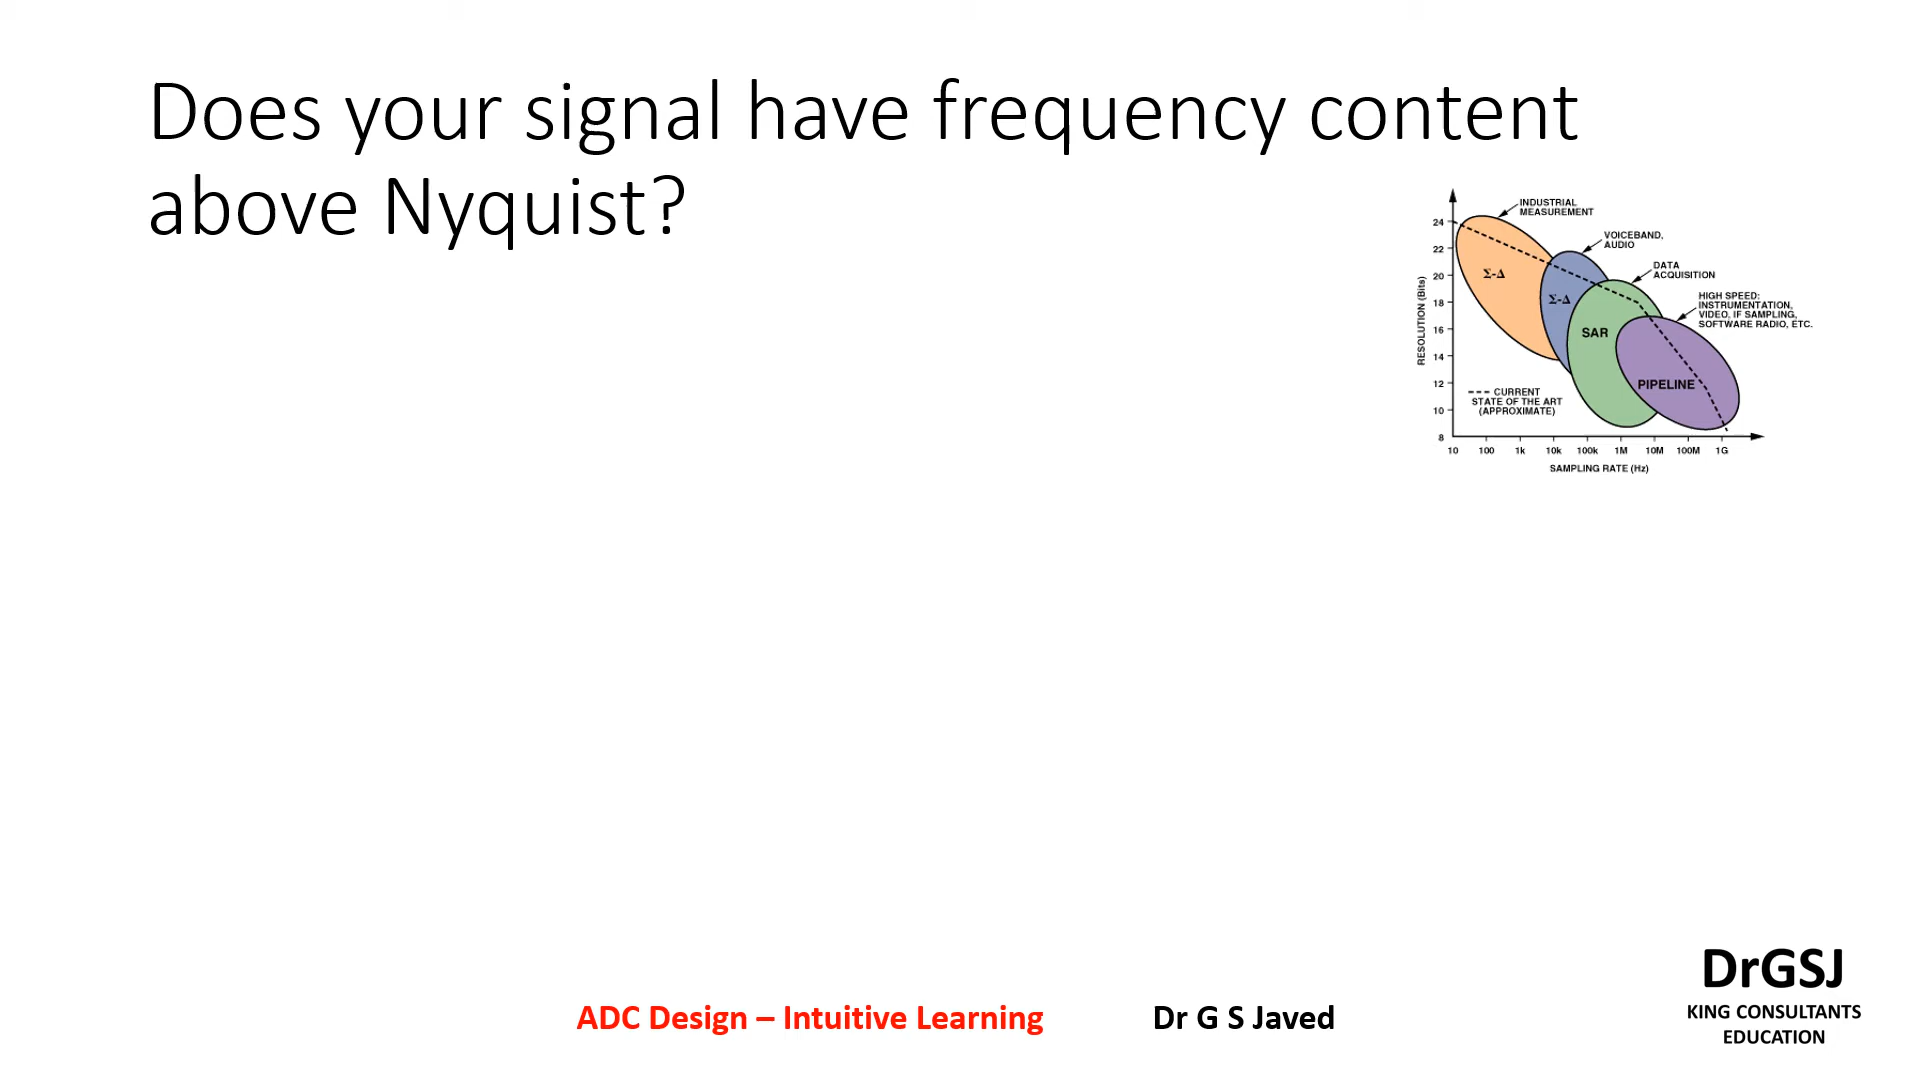 Does your signal have frequency content
above Nyquist?
INDUSTRIAL
MEASUREMENT
VOICEBAND,
AUDIO
DATA
ACQUISITION
HIGH SPEED:
INSTRUMENTATION,
VIDEO, IF SAMPLING,
SOFTWARE RADIO, ETC.
RESOLUTION (Bits)
24
22
20
18
16
14
12
10
8
Σ-Δ
Σ-Δ
SAR
PIPELINE
CURRENT
STATE OF THE ART
(APPROXIMATE)
10 100 1k 10k 100k 1M 10M 100M 1G
SAMPLING RATE (Hz)
ADC Design – Intuitive Learning
Dr G S Javed
DrGSJ
KING CONSULTANTS
EDUCATION